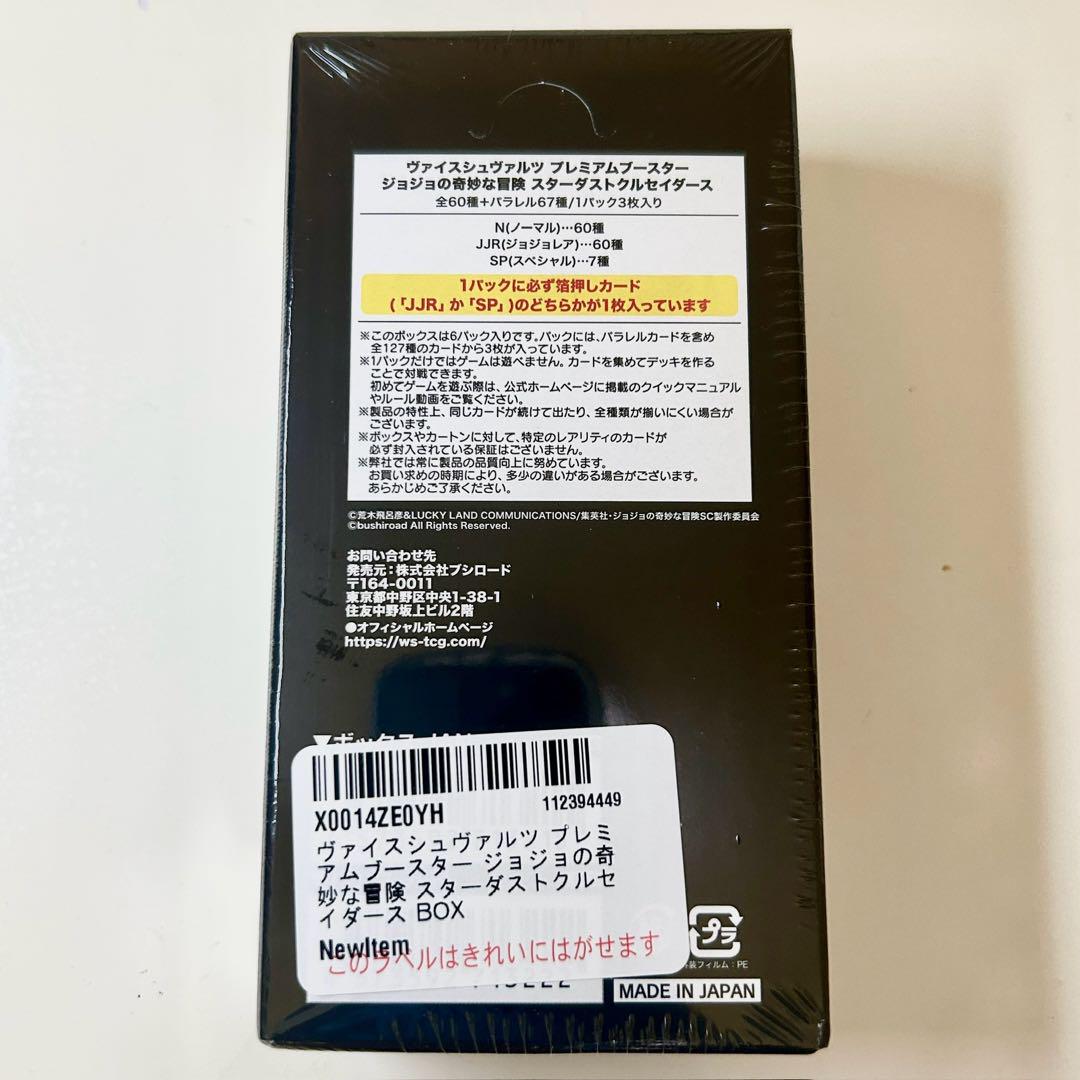 ヴァイスシュヴァルツ プレミアムブースター
ジョジョの奇妙な冒険 スターダストクルセイダース
全60種+パラレル67種/1パック3枚入り
N(ノーマル)…60種
JJR(ジョジョレア)…60種
SP(スペシャル)…7種
1パックに必ず箔押しカード
(「JJR」か「SP」)のどちらかが1枚入っています
※このボックスは6パック入りです。パックには、パラレルカードを含め
全127種のカードから3枚が入っています。
※1パックだけではゲームは遊べません。カードを集めてデッキを作る
ことで対戦できます。
初めてゲームを遊ぶ際は、公式ホームページに掲載のクイックマニュアル
やルール動画をご覧ください。
※製品の特性上、同じカードが続けて出たり、全種類が揃いにくい場合が
ございます。
※ボックスやカートンに対して、特定のレアリティのカードが
必ず封入されている保証はございません。
※弊社では常に製品の品質向上に努めています。
お買い求めの時期により、多少の違いがある場合がございます。
あらかじめご了承ください。
©荒木飛呂彦&LUCKY LAND COMMUNICATIONS/集英社・ジョジョの奇妙な冒険SC製作委員会
©bushiroad All Rights Reserved.
お問い合わせ先
発売元:株式会社ブシロード
〒164-0011
東京都中野区中央1-38-1
住友中野坂上ビル2階
●オフィシャルホームページ
https://ws-tcg.com/
X0014ZE0YH
112394449
ヴァイスシュヴァルツ プレミ
アムブースター ジョジョの奇
妙な冒険 スターダストクルセ
イダース BOX
NewItem
このラベルはきれいにはがせます
プラ
装フィルム:PE
MADE IN JAPAN